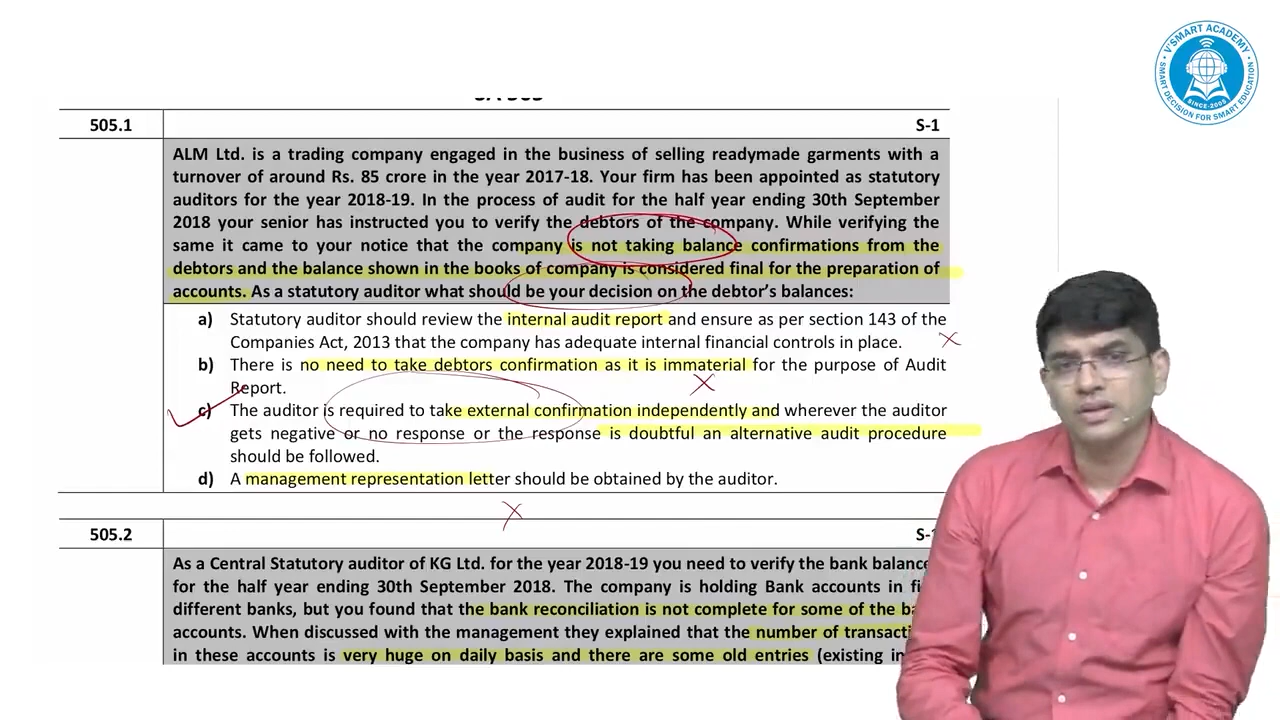 V'SMART ACADEMY
SMART DECISION FOR SMART EDUCATION
SINCE-2005
505.1 S-1
ALM Ltd. is a trading company engaged in the business of selling readymade garments with a
turnover of around Rs. 85 crore in the year 2017-18. Your firm has been appointed as statutory
auditors for the year 2018-19. In the process of audit for the half year ending 30th September
2018 your senior has instructed you to verify the debtors of the company. While verifying the
same it came to your notice that the company is not taking balance confirmations from the
debtors and the balance shown in the books of company is considered final for the preparation of
accounts. As a statutory auditor what should be your decision on the debtor's balances:
a) Statutory auditor should review the internal audit report and ensure as per section 143 of the
Companies Act, 2013 that the company has adequate internal financial controls in place.
b) There is no need to take debtors confirmation as it is immaterial for the purpose of Audit
Report.
c) The auditor is required to take external confirmation independently and wherever the auditor
gets negative or no response or the response is doubtful an alternative audit procedure
should be followed.
d) A management representation letter should be obtained by the auditor.
505.2
As a Central Statutory auditor of KG Ltd. for the year 2018-19 you need to verify the bank balance
for the half year ending 30th September 2018. The company is holding Bank accounts in
different banks, but you found that the bank reconciliation is not complete for some of the
accounts. When discussed with the management they explained that the number of
in these accounts is very huge on daily basis and there are some old entries (existing